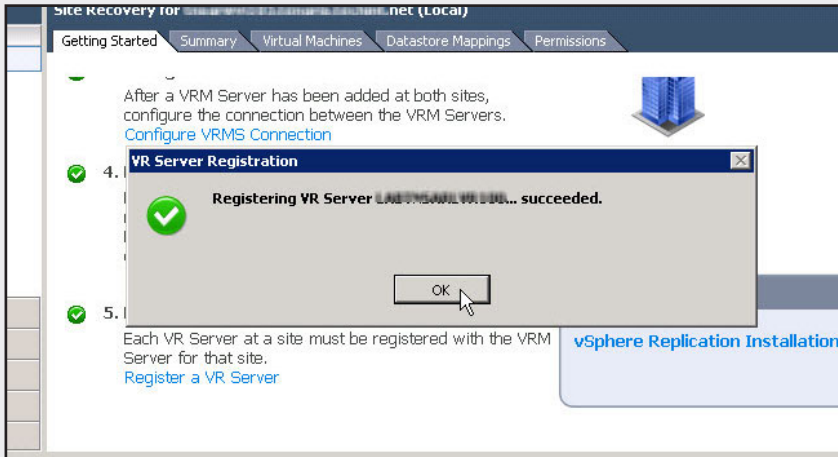 Site Recovery for .net (Local)
Getting Started Summary Virtual Machines Datastore Mappings Permissions
After a VRM Server has been added at both sites,
configure the connection between the VRM Servers.
Configure VRMS Connection
4.
VR Server Registration
Registering VR Server ... succeeded.
OK
5.
Each VR Server at a site must be registered with the VRM
Server for that site.
Register a VR Server
vSphere Replication Installation